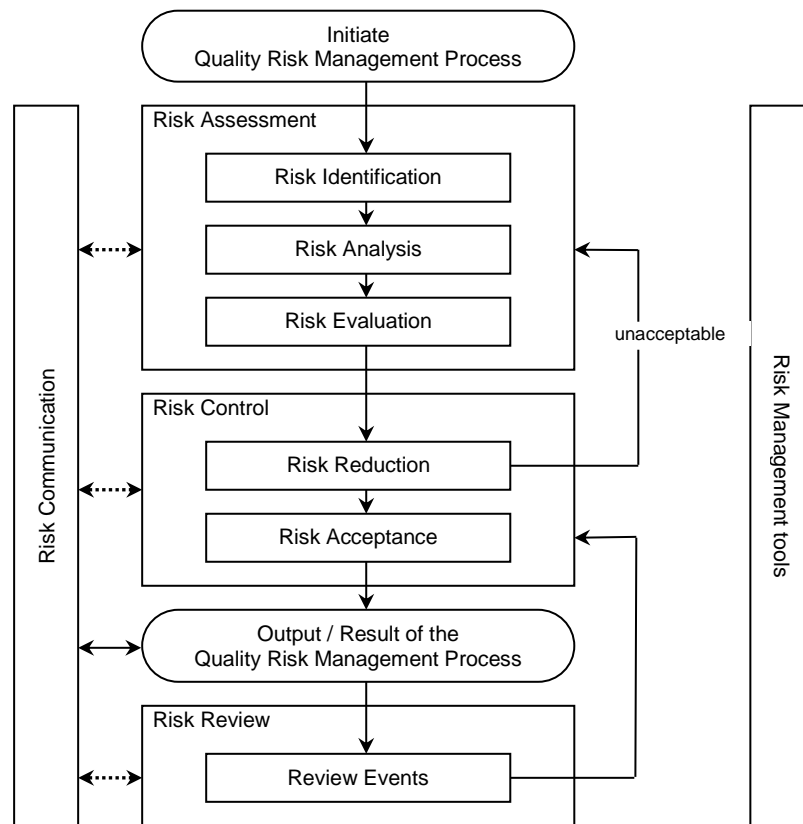 Initiate
Quality Risk Management Process
Risk Assessment
Risk Identification
Risk Analysis
Risk Evaluation
unacceptable
Risk Control
Risk Reduction
Risk Acceptance
Output / Result of the
Quality Risk Management Process
Risk Review
Review Events
Risk Communication
Risk Management tools